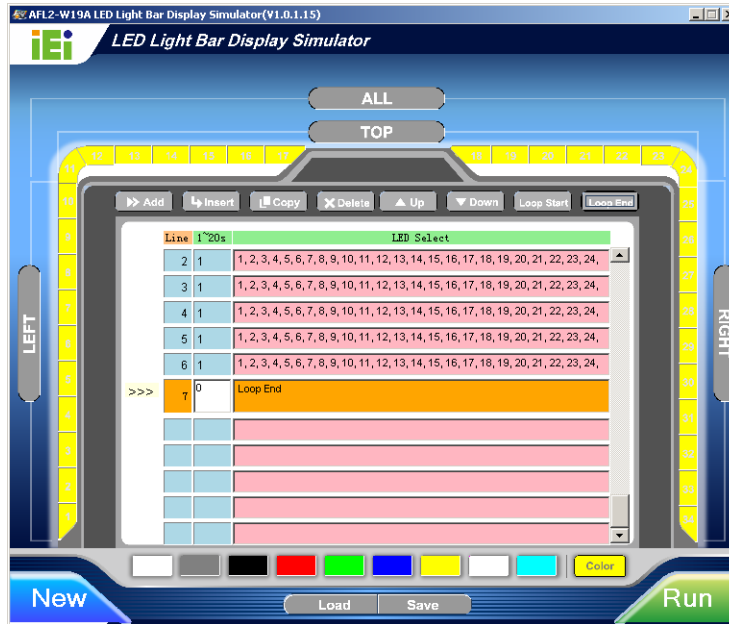 AFL2-W19A LED Light Bar Display Simulator(V1.0.1.15)
iEi LED Light Bar Display Simulator
ALL
TOP
LEFT
RIGHT
Add Insert Copy Delete Up Down Loop Start Loop End
Line 1~20s LED Select
2 1 1, 2, 3, 4, 5, 6, 7, 8, 9, 10, 11, 12, 13, 14, 15, 16, 17, 18, 19, 20, 21, 22, 23, 24,
3 1 1, 2, 3, 4, 5, 6, 7, 8, 9, 10, 11, 12, 13, 14, 15, 16, 17, 18, 19, 20, 21, 22, 23, 24,
4 1 1, 2, 3, 4, 5, 6, 7, 8, 9, 10, 11, 12, 13, 14, 15, 16, 17, 18, 19, 20, 21, 22, 23, 24,
5 1 1, 2, 3, 4, 5, 6, 7, 8, 9, 10, 11, 12, 13, 14, 15, 16, 17, 18, 19, 20, 21, 22, 23, 24,
6 1 1, 2, 3, 4, 5, 6, 7, 8, 9, 10, 11, 12, 13, 14, 15, 16, 17, 18, 19, 20, 21, 22, 23, 24,
>>> 7 0 Loop End
Color
New Load Save Run